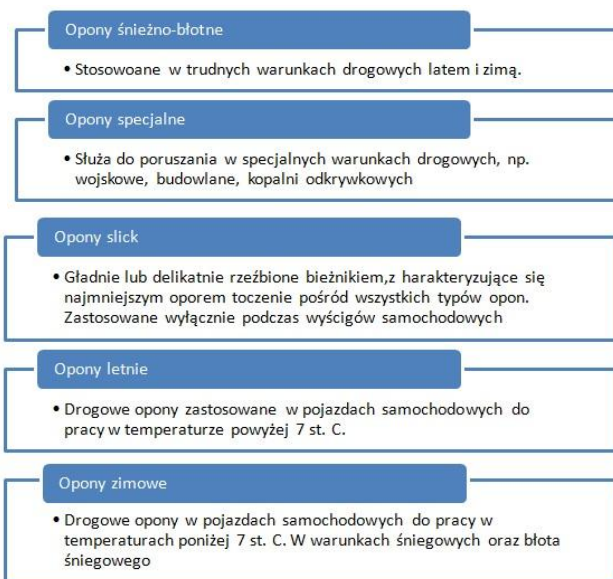 Opony śnieżno-błotne
• Stosowoane w trudnych warunkach drogowych latem i zimą.
Opony specjalne
• Służa do poruszania w specjalnych warunkach drogowych, np.
wojskowe, budowlane, kopalni odkrywkowych
Opony slick
• Gładnie lub delikatnie rzeźbione bieżnikiem,z harakteryzujące się
najmniejszym oporem toczenie pośród wszystkich typów opon.
Zastosowane wyłącznie podczas wyścigów samochodowych
Opony letnie
• Drogowe opony zastosowane w pojazdach samochodowych do
pracy w temperaturze powyżej 7 st. C.
Opony zimowe
• Drogowe opony w pojazdach samochodowych do pracy w
temperaturach poniżej 7 st. C. W warunkach śniegowych oraz błota
śniegowego